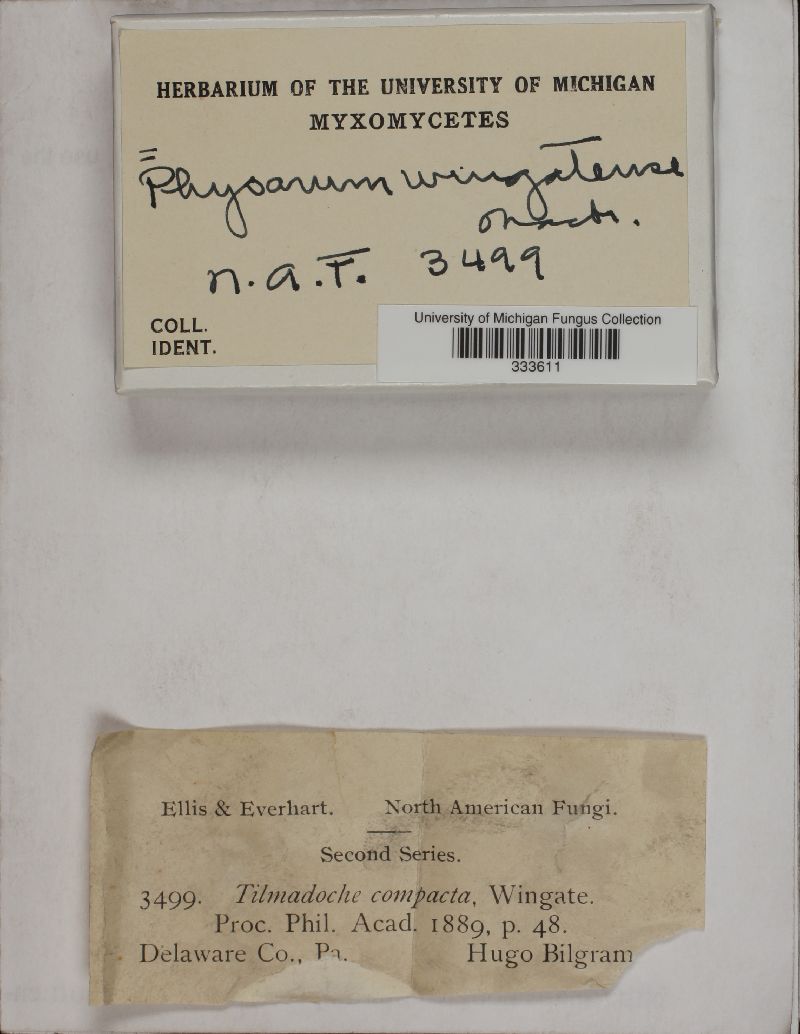 HERBARIUM OF THE UNIVERSITY OF MICHIGAN
MYXOMYCETES
=
Physarum wingatense
Macbr.
N.A.F. 3499
COLL.
IDENT.
University of Michigan Fungus Collection
333611
Ellis & Everhart. North American Fungi.
Second Series.
3499. Tilmadoche compacta, Wingate.
Proc. Phil. Acad. 1889, p. 48.
Delaware Co., Pa. Hugo Bilgram